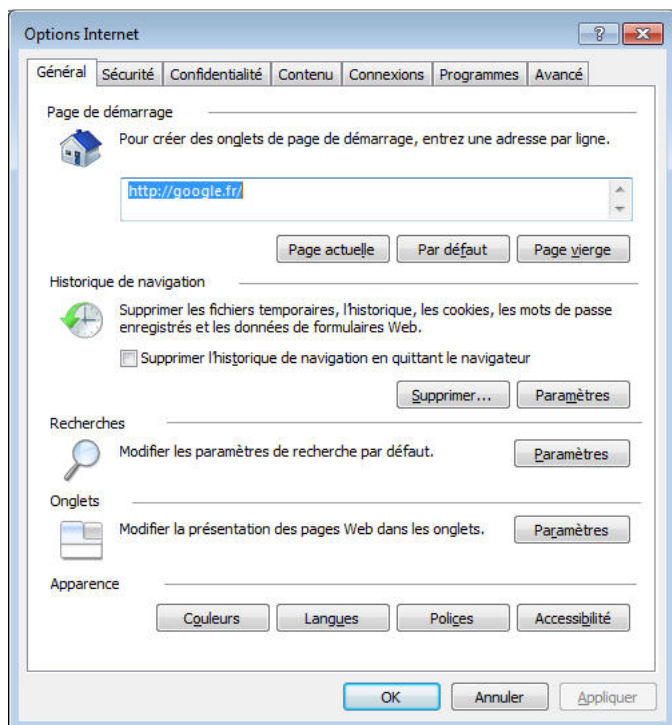 Options Internet
Général Sécurité Confidentialité Contenu Connexions Programmes Avancé
Page de démarrage
Pour créer des onglets de page de démarrage, entrez une adresse par ligne.
http://google.fr/
Page actuelle Par défaut Page vierge
Historique de navigation
Supprimer les fichiers temporaires, l'historique, les cookies, les mots de passe
enregistrés et les données de formulaires Web.
Supprimer l'historique de navigation en quittant le navigateur
Supprimer... Paramètres
Recherches
Modifier les paramètres de recherche par défaut.
Paramètres
Onglets
Modifier la présentation des pages Web dans les onglets.
Paramètres
Apparence
Couleurs Langues Polices Accessibilité
OK Annuler Appliquer